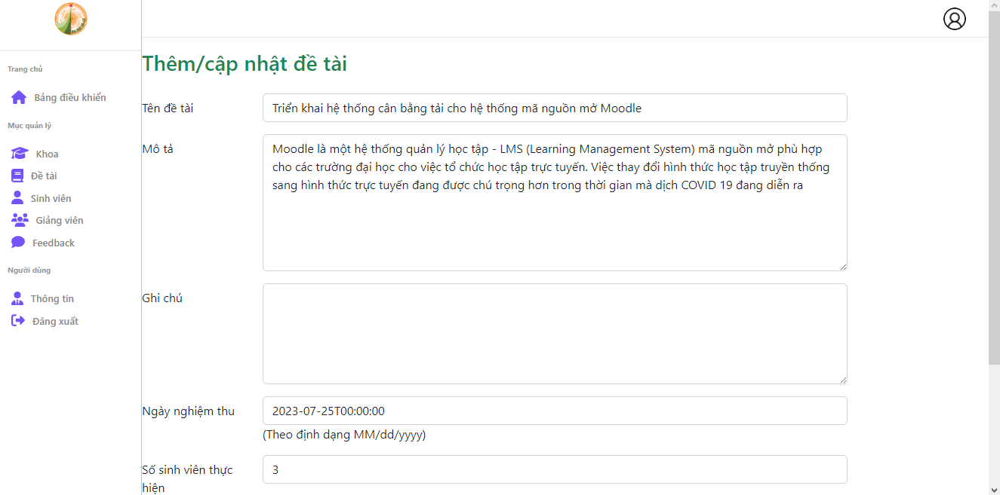 Trang chủ
Bảng điều khiển
Mục quản lý
Khoa
Đề tài
Sinh viên
Giảng viên
Feedback
Người dùng
Thông tin
Đăng xuất
Thêm/cập nhật đề tài
Tên đề tài
Triển khai hệ thống cân bằng tải cho hệ thống mã nguồn mở Moodle
Mô tả
Moodle là một hệ thống quản lý học tập - LMS (Learning Management System) mã nguồn mở phù hợp
cho các trường đại học cho việc tổ chức học tập trực tuyến. Việc thay đổi hình thức học tập truyền thống
sang hình thức trực tuyến đang được chú trọng hơn trong thời gian mà dịch COVID 19 đang diễn ra
Ghi chú
Ngày nghiệm thu
2023-07-25T00:00:00
(Theo định dạng MM/dd/yyyy)
Số sinh viên thực
hiện
3